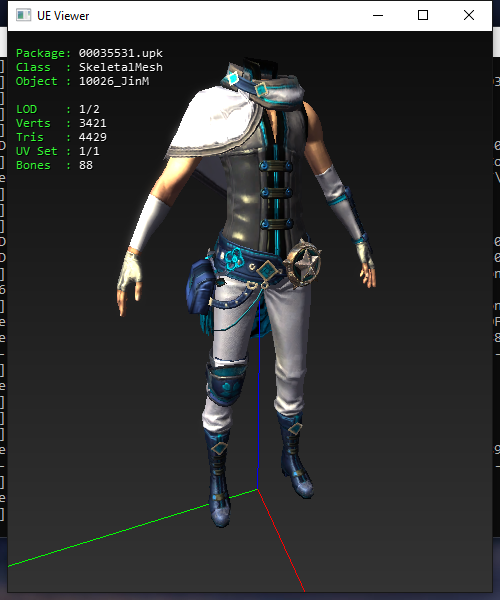 UE Viewer
Package: 00035531.upk
Class : SkeletalMesh
Object : 10026_JinM
LOD : 1/2
Verts : 3421
Tris : 4429
UV Set : 1/1
Bones : 88